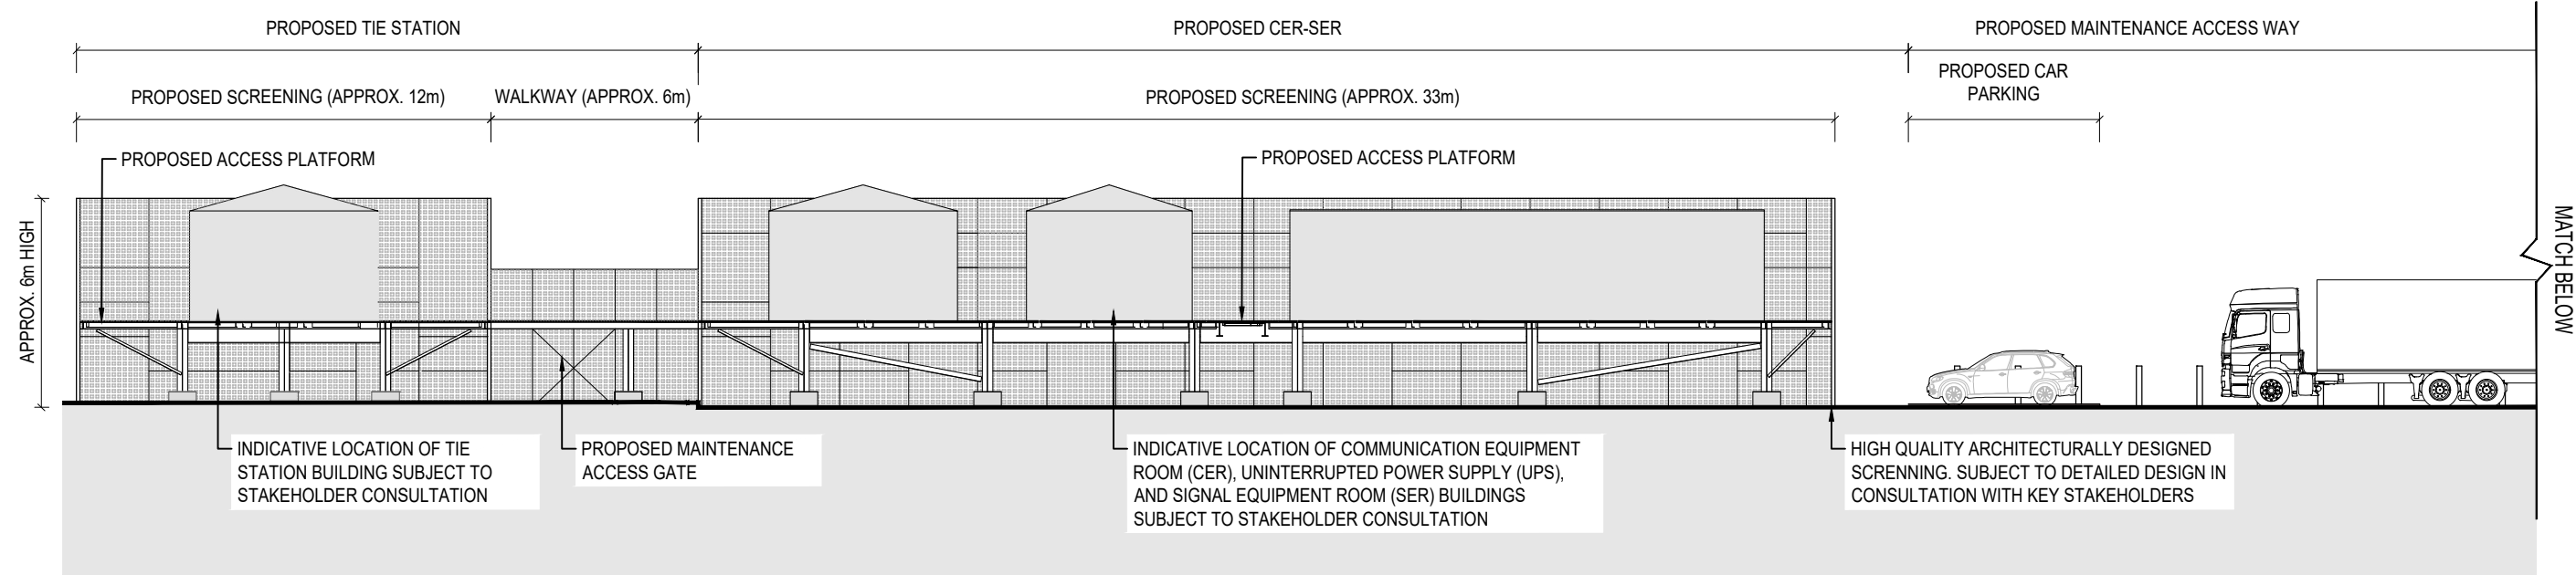 PROPOSED TIE STATION
PROPOSED CER-SER
PROPOSED MAINTENANCE ACCESS WAY
PROPOSED SCREENING (APPROX. 12m)
WALKWAY (APPROX. 6m)
PROPOSED SCREENING (APPROX. 33m)
PROPOSED CAR
PARKING
PROPOSED ACCESS PLATFORM
PROPOSED ACCESS PLATFORM
APPROX. 6m HIGH
MATCH BELOW
INDICATIVE LOCATION OF TIE
STATION BUILDING SUBJECT TO
STAKEHOLDER CONSULTATION
PROPOSED MAINTENANCE
ACCESS GATE
INDICATIVE LOCATION OF COMMUNICATION EQUIPMENT
ROOM (CER), UNINTERRUPTED POWER SUPPLY (UPS),
AND SIGNAL EQUIPMENT ROOM (SER) BUILDINGS
SUBJECT TO STAKEHOLDER CONSULTATION
HIGH QUALITY ARCHITECTURALLY DESIGNED
SCRENNING. SUBJECT TO DETAILED DESIGN IN
CONSULTATION WITH KEY STAKEHOLDERS